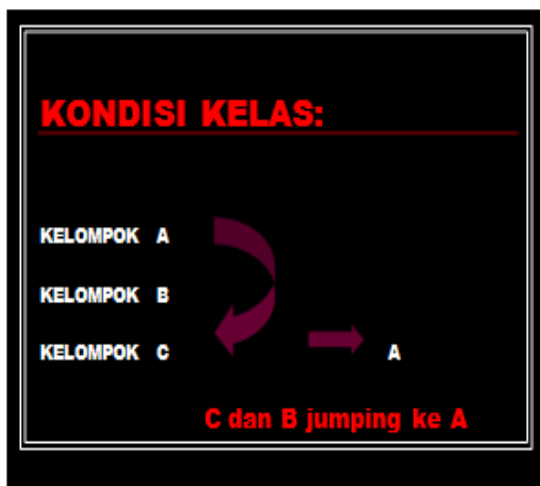 KONDISI KELAS:
KELOMPOK A
KELOMPOK B
KELOMPOK C A
C dan B jumping ke A